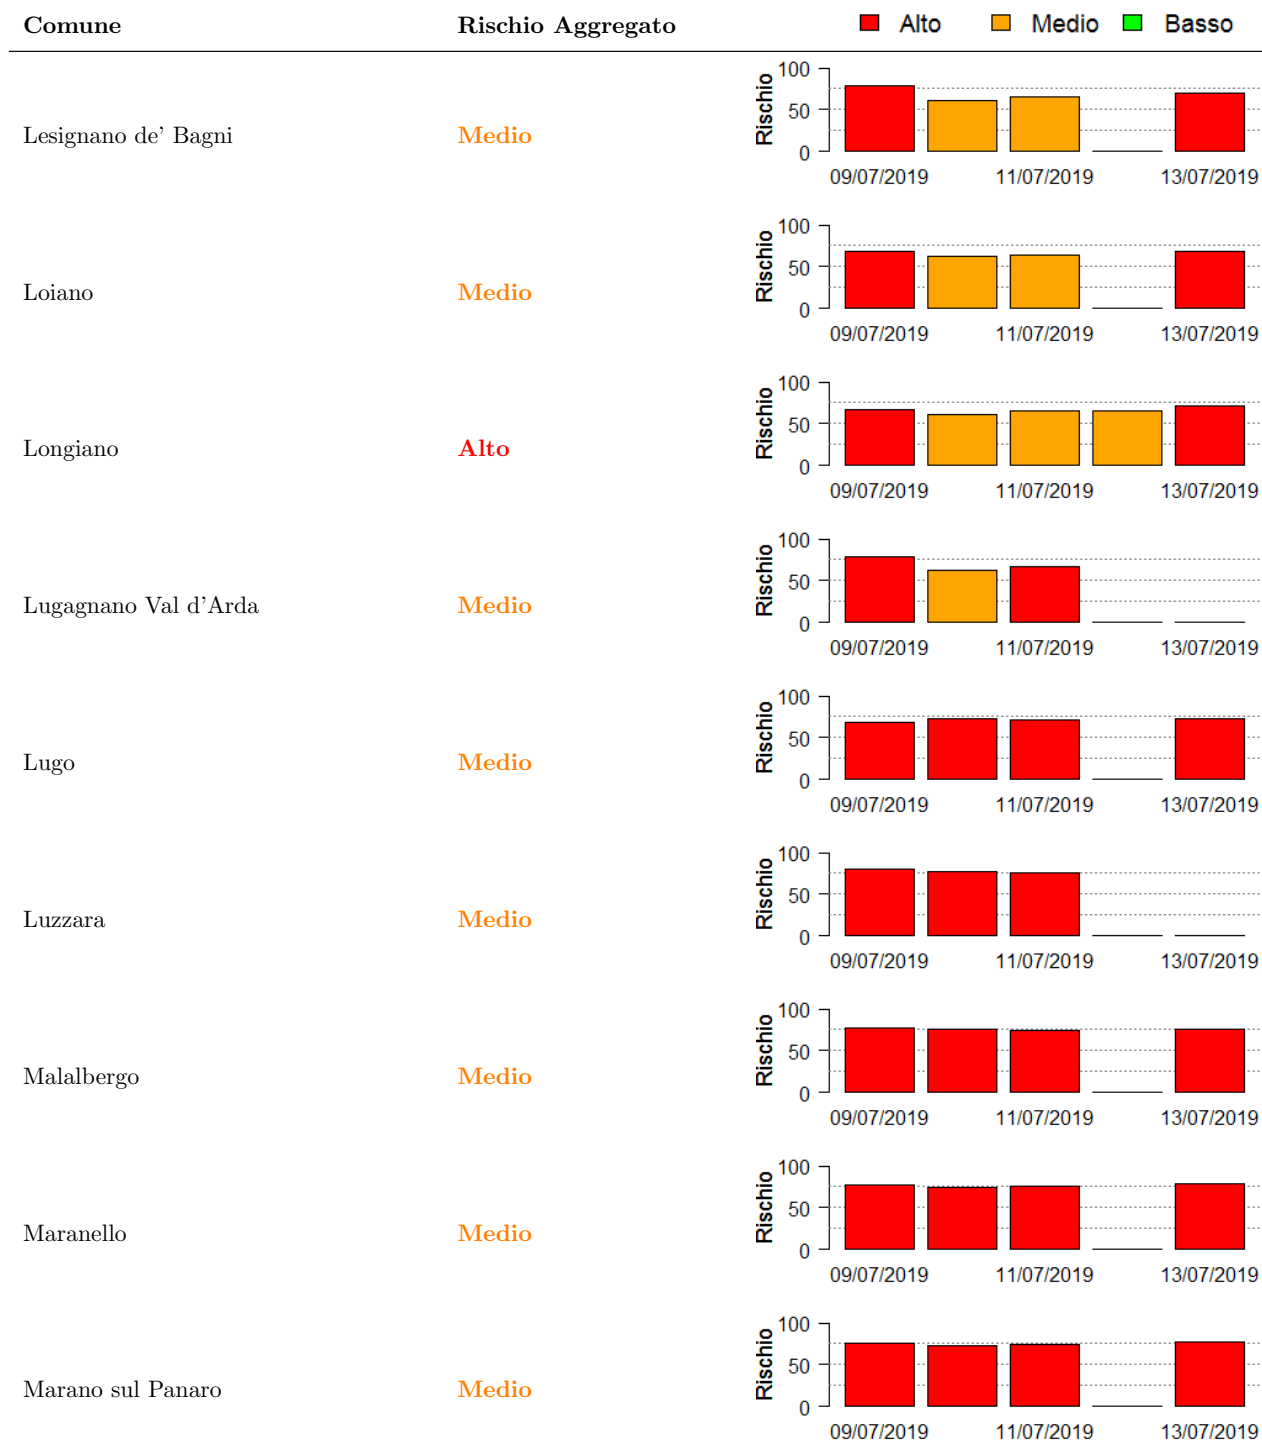 Comune Rischio Aggregato Alto Medio Basso
Lesignano de' Bagni Medio Rischio 100 50 0
09/07/2019 11/07/2019 13/07/2019
Loiano Medio Rischio 100 50 0
09/07/2019 11/07/2019 13/07/2019
Longiano Alto Rischio 100 50 0
09/07/2019 11/07/2019 13/07/2019
Lugagnano Val d'Arda Medio Rischio 100 50 0
09/07/2019 11/07/2019 13/07/2019
Lugo Medio Rischio 100 50 0
09/07/2019 11/07/2019 13/07/2019
Luzzara Medio Rischio 100 50 0
09/07/2019 11/07/2019 13/07/2019
Malalbergo Medio Rischio 100 50 0
09/07/2019 11/07/2019 13/07/2019
Maranello Medio Rischio 100 50 0
09/07/2019 11/07/2019 13/07/2019
Marano sul Panaro Medio Rischio 100 50 0
09/07/2019 11/07/2019 13/07/2019